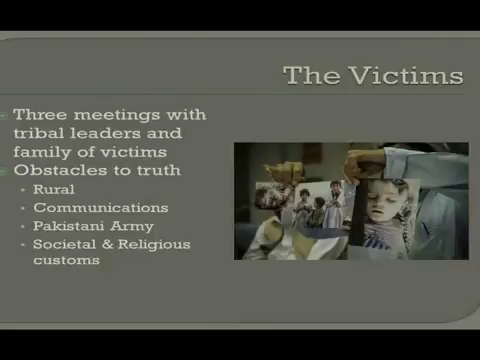 The Victims
Three meetings with
tribal leaders and
family of victims
Obstacles to truth
Rural
Communications
Pakistani Army
Societal & Religious
customs